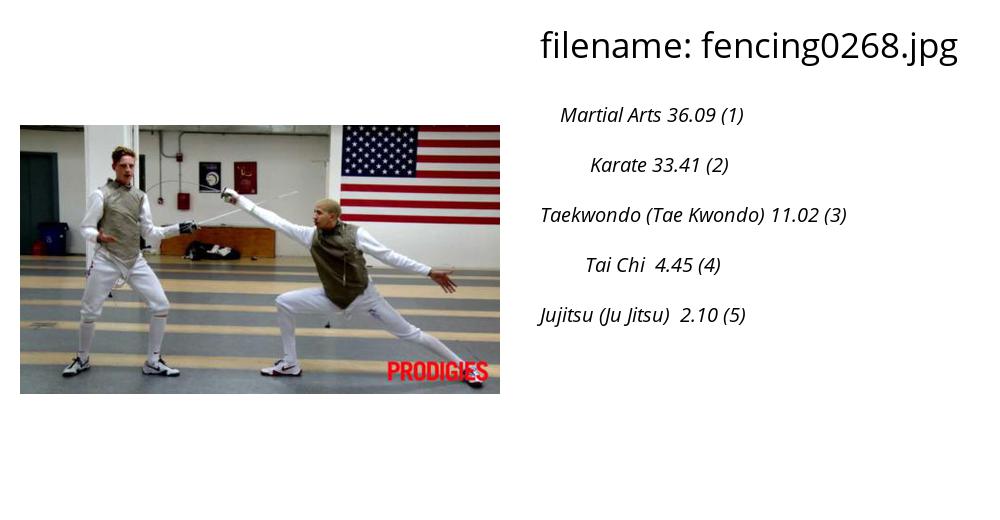 filename: fencing0268.jpg
Martial Arts 36.09 (1)
Karate 33.41 (2)
Taekwondo (Tae Kwondo) 11.02 (3)
Tai Chi  4.45 (4)
Jujitsu (Ju Jitsu)  2.10 (5)
PRODIGIES